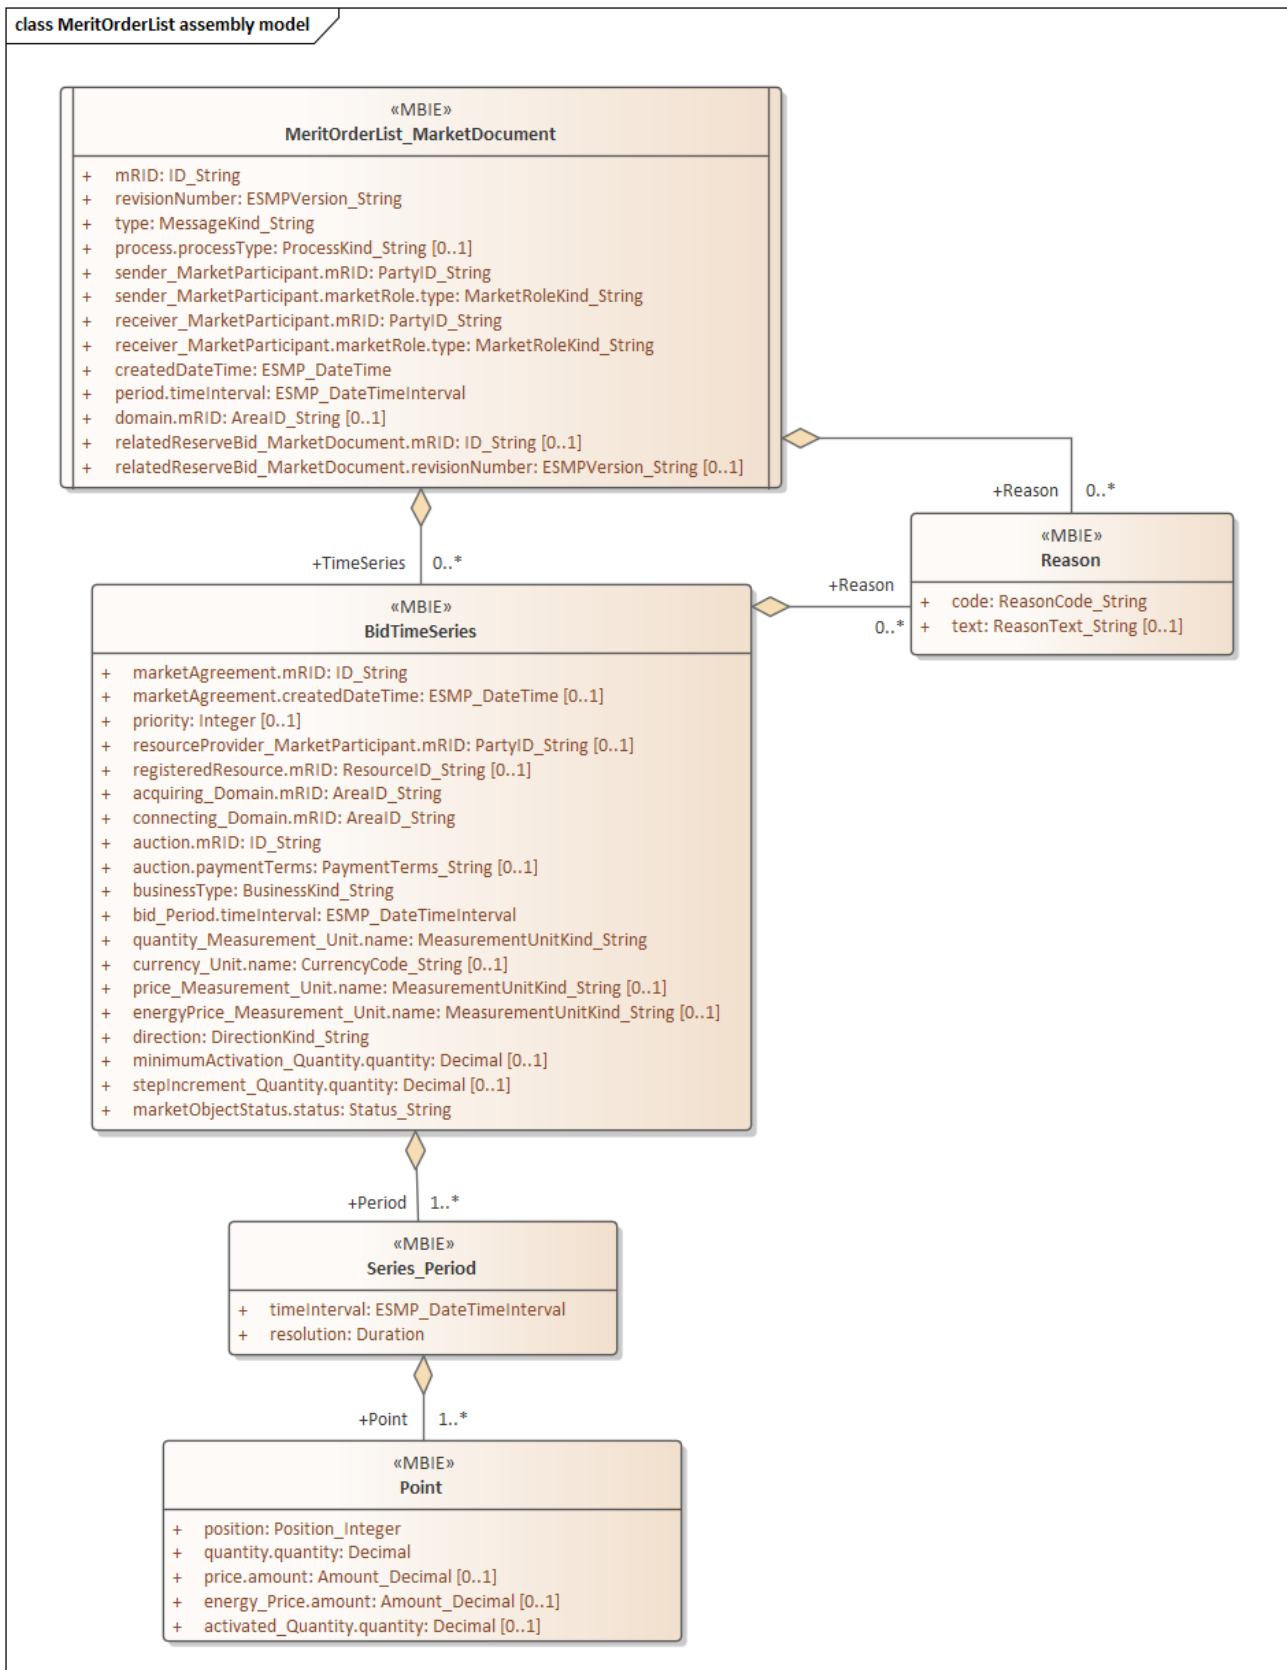 class MeritOrderList assembly model
«MBIE»
MeritOrderList_MarketDocument
+ mRID: ID_String
+ revisionNumber: ESMPVersion_String
+ type: MessageKind_String
+ process.processType: ProcessKind_String [0..1]
+ sender_MarketParticipant.mRID: PartyID_String
+ sender_MarketParticipant.marketRole.type: MarketRoleKind_String
+ receiver_MarketParticipant.mRID: PartyID_String
+ receiver_MarketParticipant.marketRole.type: MarketRoleKind_String
+ createdDateTime: ESMP_DateTime
+ period.timeInterval: ESMP_DateTimeInterval
+ domain.mRID: AreaID_String [0..1]
+ relatedReserveBid_MarketDocument.mRID: ID_String [0..1]
+ relatedReserveBid_MarketDocument.revisionNumber: ESMPVersion_String [0..1]
+Reason 0..*
«MBIE»
Reason
+ code: ReasonCode_String
+ text: ReasonText_String [0..1]
+TimeSeries 0..*
+Reason
0..*
«MBIE»
BidTimeSeries
+ marketAgreement.mRID: ID_String
+ marketAgreement.createdDateTime: ESMP_DateTime [0..1]
+ priority: Integer [0..1]
+ resourceProvider_MarketParticipant.mRID: PartyID_String [0..1]
+ registeredResource.mRID: ResourceID_String [0..1]
+ acquiring_Domain.mRID: AreaID_String
+ connecting_Domain.mRID: AreaID_String
+ auction.mRID: ID_String
+ auction.paymentTerms: PaymentTerms_String [0..1]
+ businessType: BusinessKind_String
+ bid_Period.timeInterval: ESMP_DateTimeInterval
+ quantity_Measurement_Unit.name: MeasurementUnitKind_String
+ currency_Unit.name: CurrencyCode_String [0..1]
+ price_Measurement_Unit.name: MeasurementUnitKind_String [0..1]
+ energyPrice_Measurement_Unit.name: MeasurementUnitKind_String [0..1]
+ direction: DirectionKind_String
+ minimumActivation_Quantity.quantity: Decimal [0..1]
+ stepIncrement_Quantity.quantity: Decimal [0..1]
+ marketObjectStatus.status: Status_String
+Period 1..*
«MBIE»
Series_Period
+ timeInterval: ESMP_DateTimeInterval
+ resolution: Duration
+Point 1..*
«MBIE»
Point
+ position: Position_Integer
+ quantity.quantity: Decimal
+ price.amount: Amount_Decimal [0..1]
+ energy_Price.amount: Amount_Decimal [0..1]
+ activated_Quantity.quantity: Decimal [0..1]